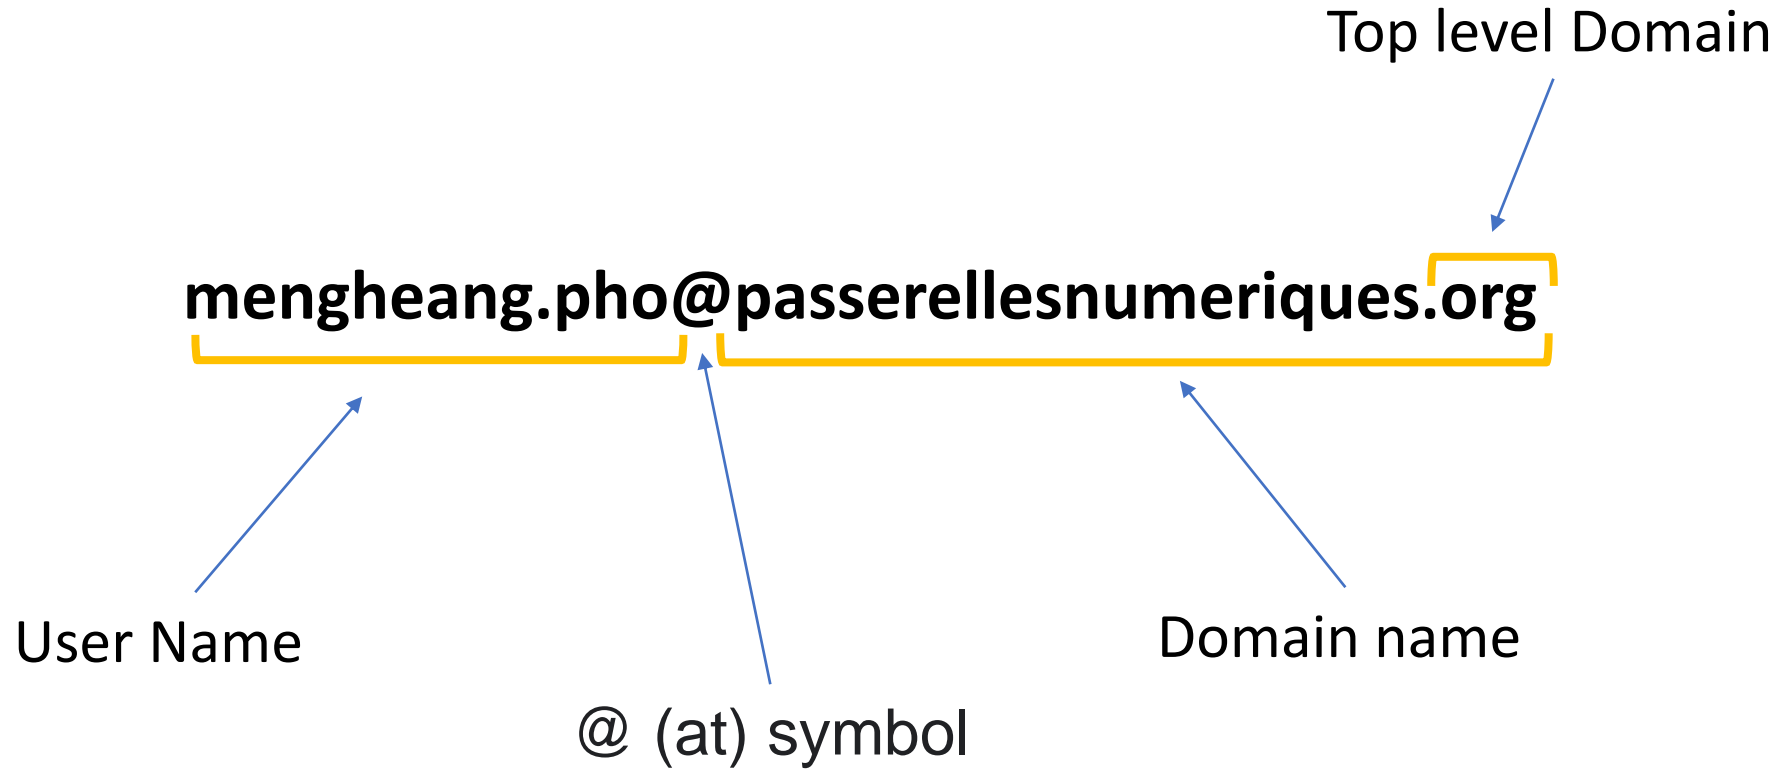 Top level Domain
mengheang.pho@passerellesnumeriques.org
User Name
Domain name
@ (at) symbol